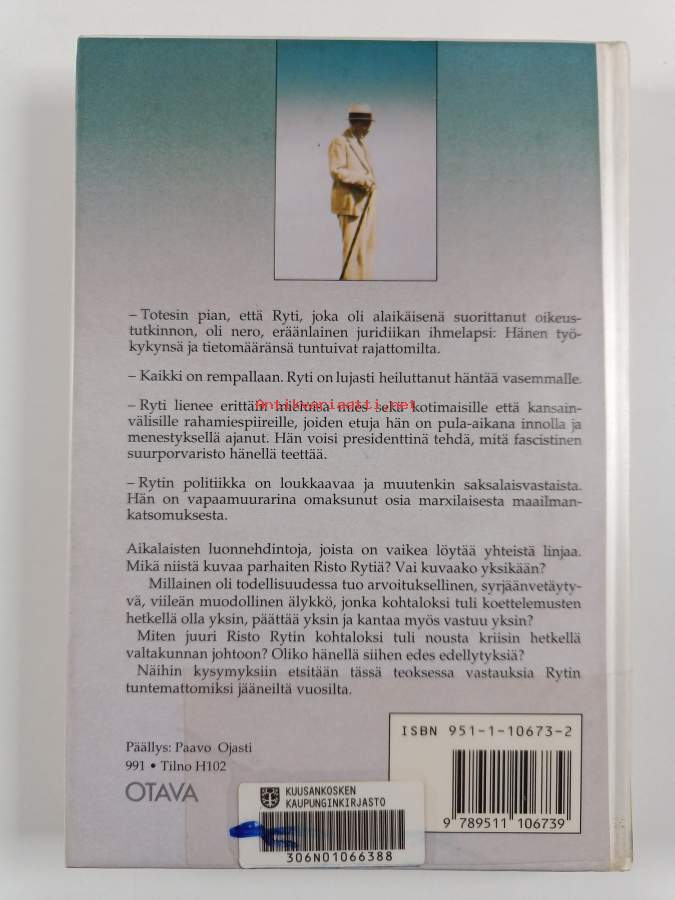 – Totesin pian, että Ryti, joka oli alaikäisenä suorittanut oikeus-
tutkinnon, oli nero, eräänlainen juridiikan ihmelapsi: Hänen työ-
kykynsä ja tietomääränsä tuntuivat rajattomilta.
– Kaikki on rempallaan. Ryti on lujasti heiluttanut häntää vasemmalle.
Antikvariaatti.net
– Ryti lienee erittäin mieluisa mies sekä kotimaisille että kansain-
välisille rahamiespiireille, joiden etuja hän on pula-aikana innolla ja
menestyksellä ajanut. Hän voisi presidenttinä tehdä, mitä fascistinen
suurporvaristo hänellä teettää.
– Rytin politiikka on loukkaavaa ja muutenkin saksalaisvastaista.
Hän on vapaamuurarina omaksunut osia marxilaisesta maailman-
katsomuksesta.
Aikalaisten luonnehdintoja, joista on vaikea löytää yhteistä linjaa.
Mikä niistä kuvaa parhaiten Risto Rytiä? Vai kuvaako yksikään?
Millainen oli todellisuudessa tuo arvoituksellinen, syrjäänvetäyty-
vä, viileän muodollinen älykkö, jonka kohtaloksi tuli koettelemusten
hetkellä olla yksin, päättää yksin ja kantaa myös vastuu yksin?
Miten juuri Risto Rytin kohtaloksi tuli nousta kriisin hetkellä
valtakunnan johtoon? Oliko hänellä siihen edes edellytyksiä?
Näihin kysymyksiin etsitään tässä teoksessa vastauksia Rytin
tuntemattomiksi jääneiltä vuosilta.
Päällys: Paavo Ojasti
991 • Tilno H102
OTAVA
KUUSANKOSKEN
KAUPUNGINKIRJASTO
306N01066388
ISBN 951-1-10673-2
9 789511 106739